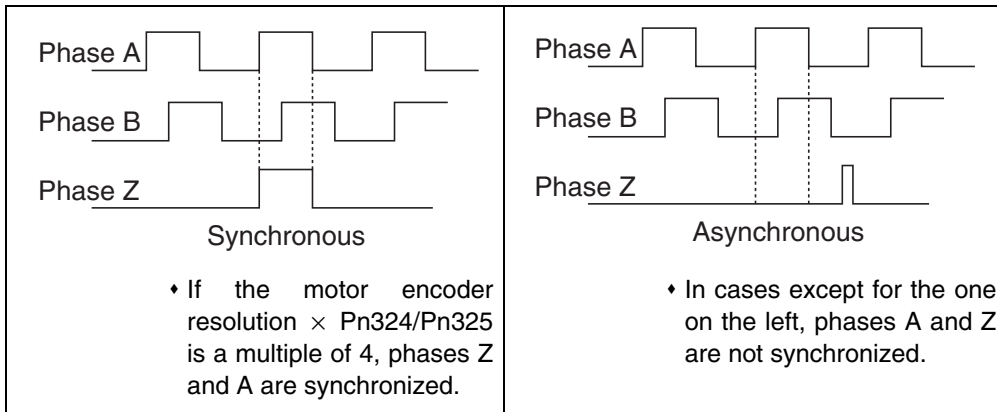 Phase A
Phase B
Phase Z
Synchronous
♦ If the motor encoder
resolution × Pn324/Pn325
is a multiple of 4, phases Z
and A are synchronized.
Phase A
Phase B
Phase Z
Asynchronous
♦ In cases except for the one
on the left, phases A and Z
are not synchronized.